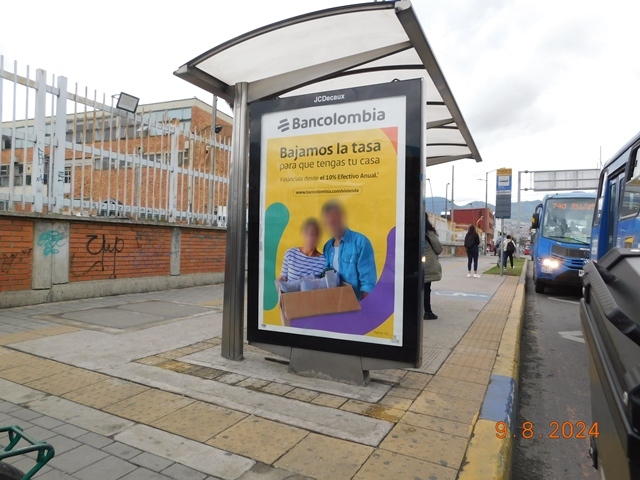 JCDecaux
Bancolombia
Bajamos la tasa
para que tengas tu casa
Fínanciala desde el 10% Efectivo Anual.*
www.bancolombia.com/vivienda
9. 8. 2024